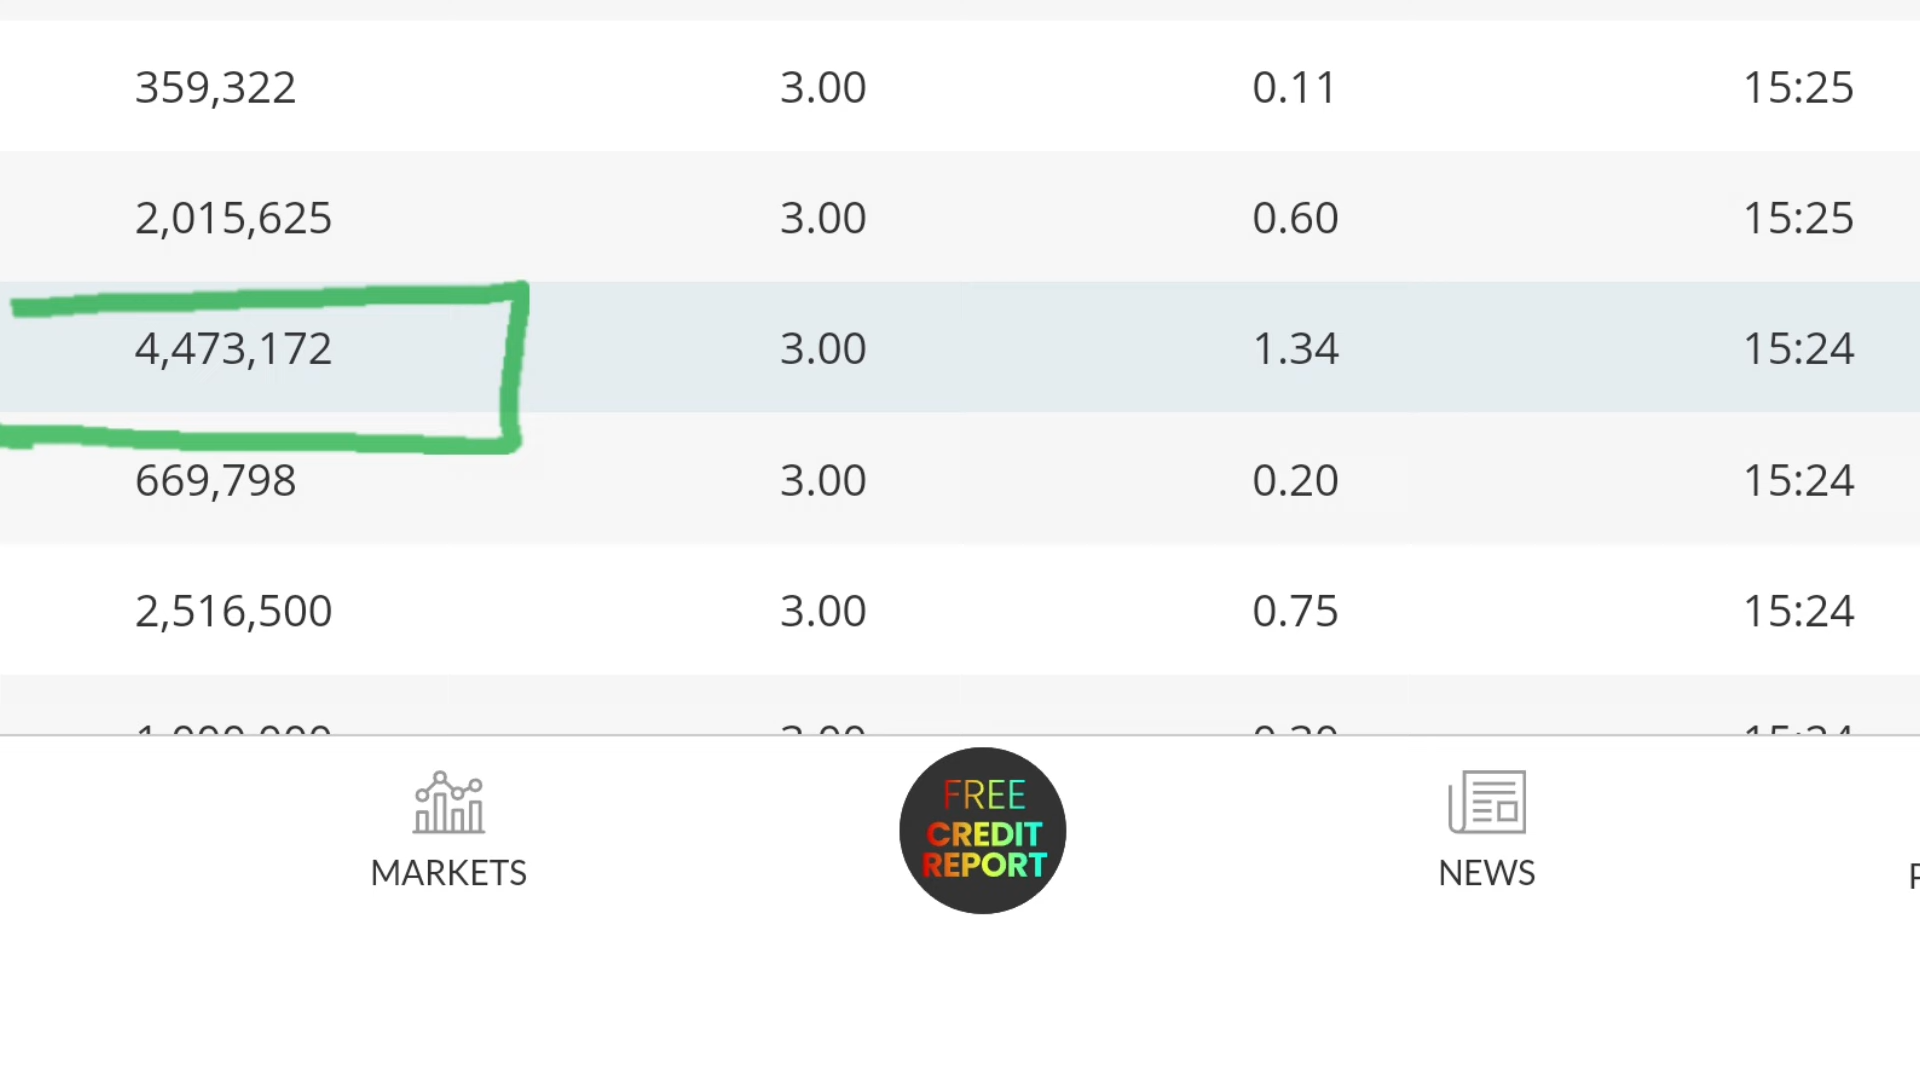 359,322 3.00 0.11 15:25
2,015,625 3.00 0.60 15:25
4,473,172 3.00 1.34 15:24
669,798 3.00 0.20 15:24
2,516,500 3.00 0.75 15:24
FREE
CREDIT
REPORT
MARKETS NEWS